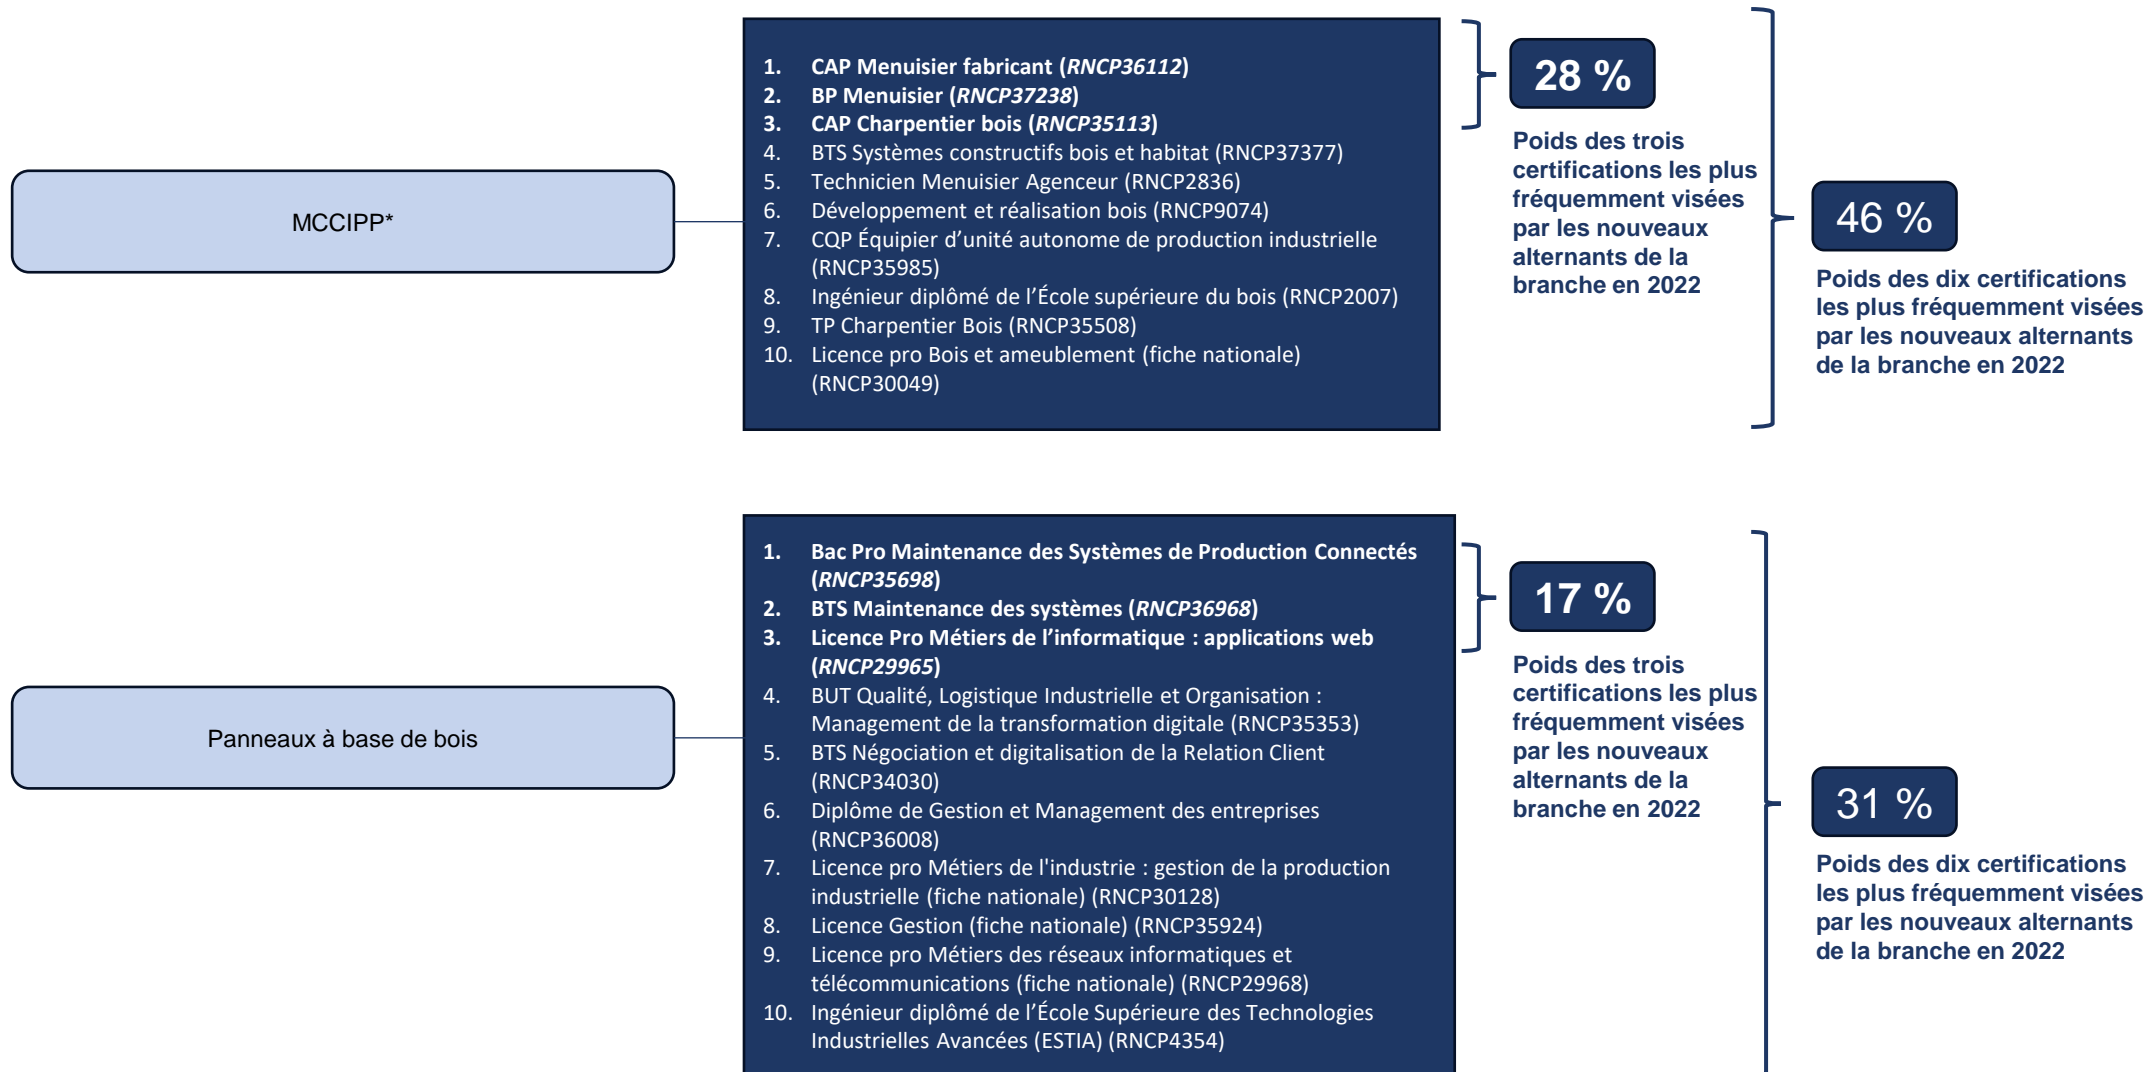 MCCIPP*
1. CAP Menuisier fabricant (RNCP36112)
2. BP Menuisier (RNCP37238)
3. CAP Charpentier bois (RNCP35113)
4. BTS Systèmes constructifs bois et habitat (RNCP37377)
5. Technicien Menuisier Agenceur (RNCP2836)
6. Développement et réalisation bois (RNCP9074)
7. CQP Équipier d’unité autonome de production industrielle
(RNCP35985)
8. Ingénieur diplômé de l’École supérieure du bois (RNCP2007)
9. TP Charpentier Bois (RNCP35508)
10. Licence pro Bois et ameublement (fiche nationale)
(RNCP30049)
28 %
Poids des trois
certifications les plus
fréquemment visées
par les nouveaux
alternants de la
branche en 2022
46 %
Poids des dix certifications
les plus fréquemment visées
par les nouveaux alternants
de la branche en 2022
Panneaux à base de bois
1. Bac Pro Maintenance des Systèmes de Production Connectés
(RNCP35698)
2. BTS Maintenance des systèmes (RNCP36968)
3. Licence Pro Métiers de l’informatique : applications web
(RNCP29965)
4. BUT Qualité, Logistique Industrielle et Organisation :
Management de la transformation digitale (RNCP35353)
5. BTS Négociation et digitalisation de la Relation Client
(RNCP34030)
6. Diplôme de Gestion et Management des entreprises
(RNCP36008)
7. Licence pro Métiers de l'industrie : gestion de la production
industrielle (fiche nationale) (RNCP30128)
8. Licence Gestion (fiche nationale) (RNCP35924)
9. Licence pro Métiers des réseaux informatiques et
télécommunications (fiche nationale) (RNCP29968)
10. Ingénieur diplômé de l’École Supérieure des Technologies
Industrielles Avancées (ESTIA) (RNCP4354)
17 %
Poids des trois
certifications les plus
fréquemment visées
par les nouveaux
alternants de la
branche en 2022
31 %
Poids des dix certifications
les plus fréquemment visées
par les nouveaux alternants
de la branche en 2022